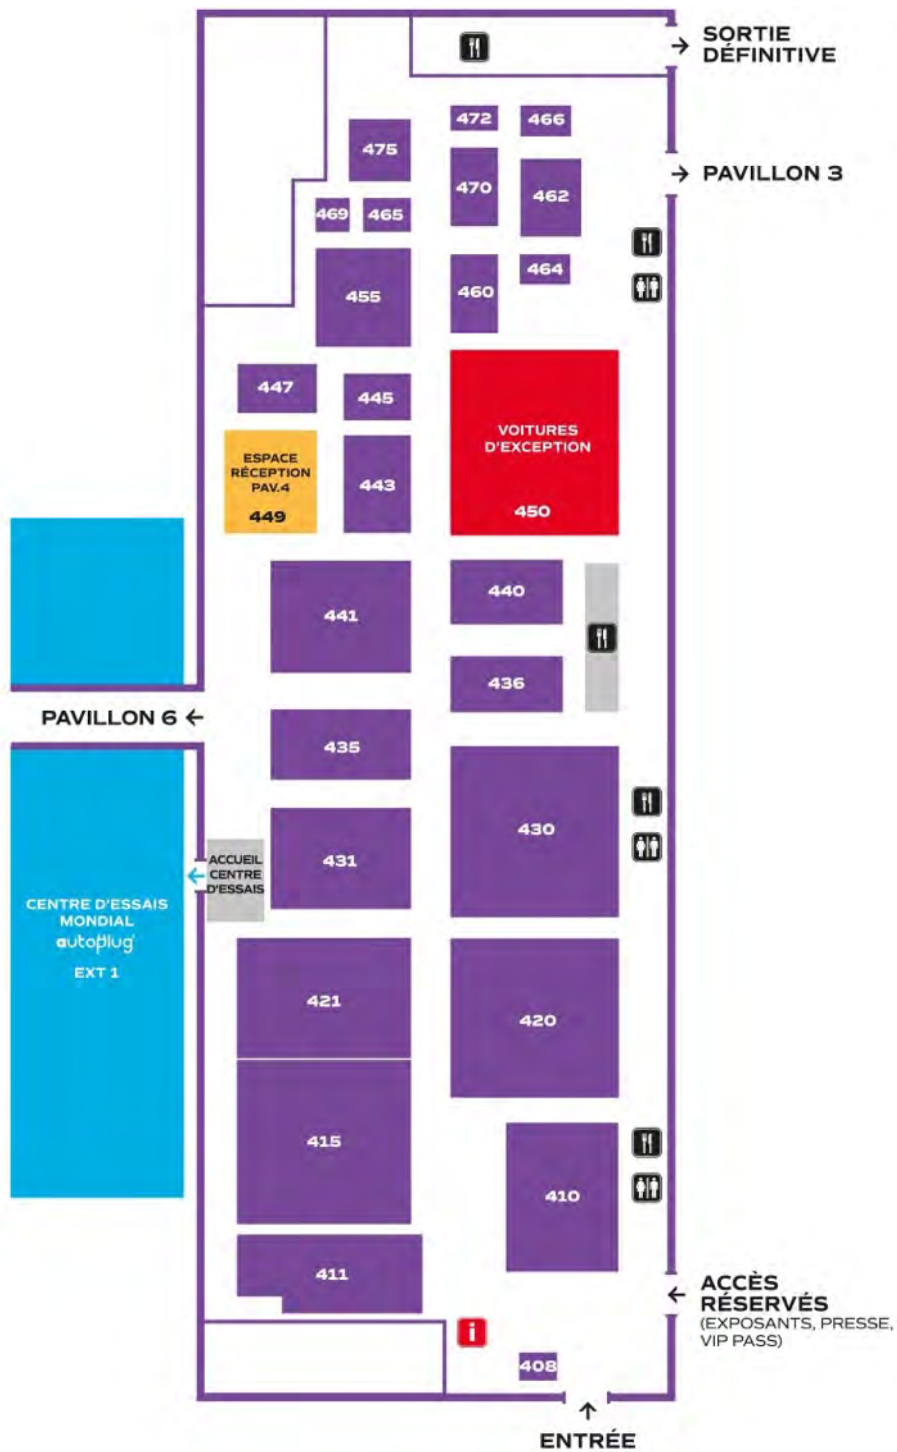 SORTIE
DÉFINITIVE
472
466
475
470
462
PAVILLON 3
469
465
464
455
460
447
445
VOITURES
D'EXCEPTION
450
ESPACE
RÉCEPTION
PAV.4
449
443
441
440
436
PAVILLON 6
435
430
431
ACCUEIL
CENTRE
D'ESSAIS
CENTRE D'ESSAIS
MONDIAL
autoplug
EXT 1
421
420
415
410
411
ACCÈS
RÉSERVÉS
(EXPOSANTS, PRESSE,
VIP PASS)
i
408
ENTRÉE